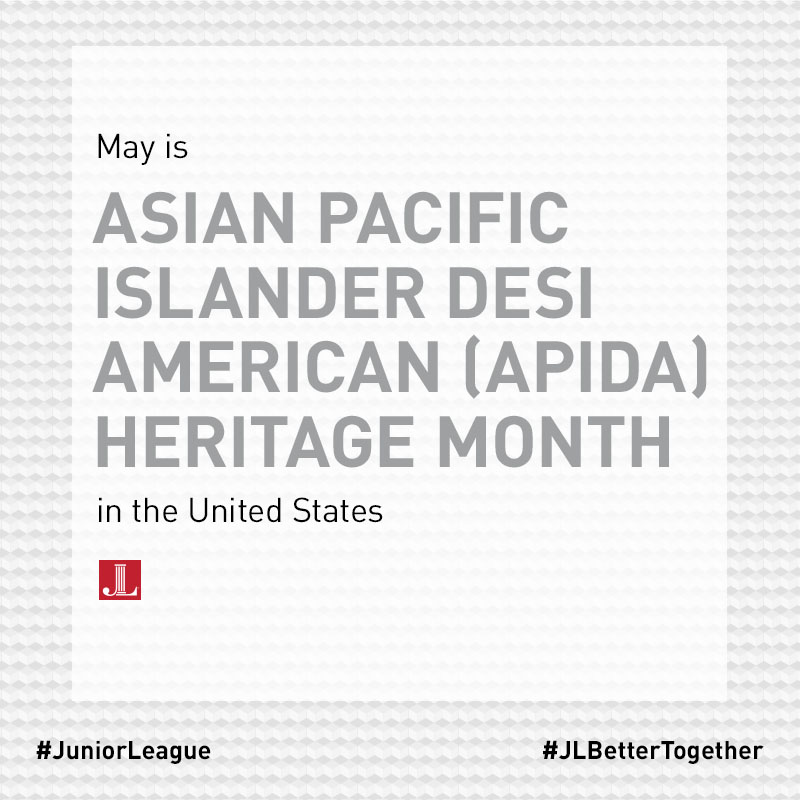 May is
ASIAN PACIFIC
ISLANDER DESI
AMERICAN (APIDA)
HERITAGE MONTH
in the United States
JL
#JuniorLeague
#JLBetterTogether